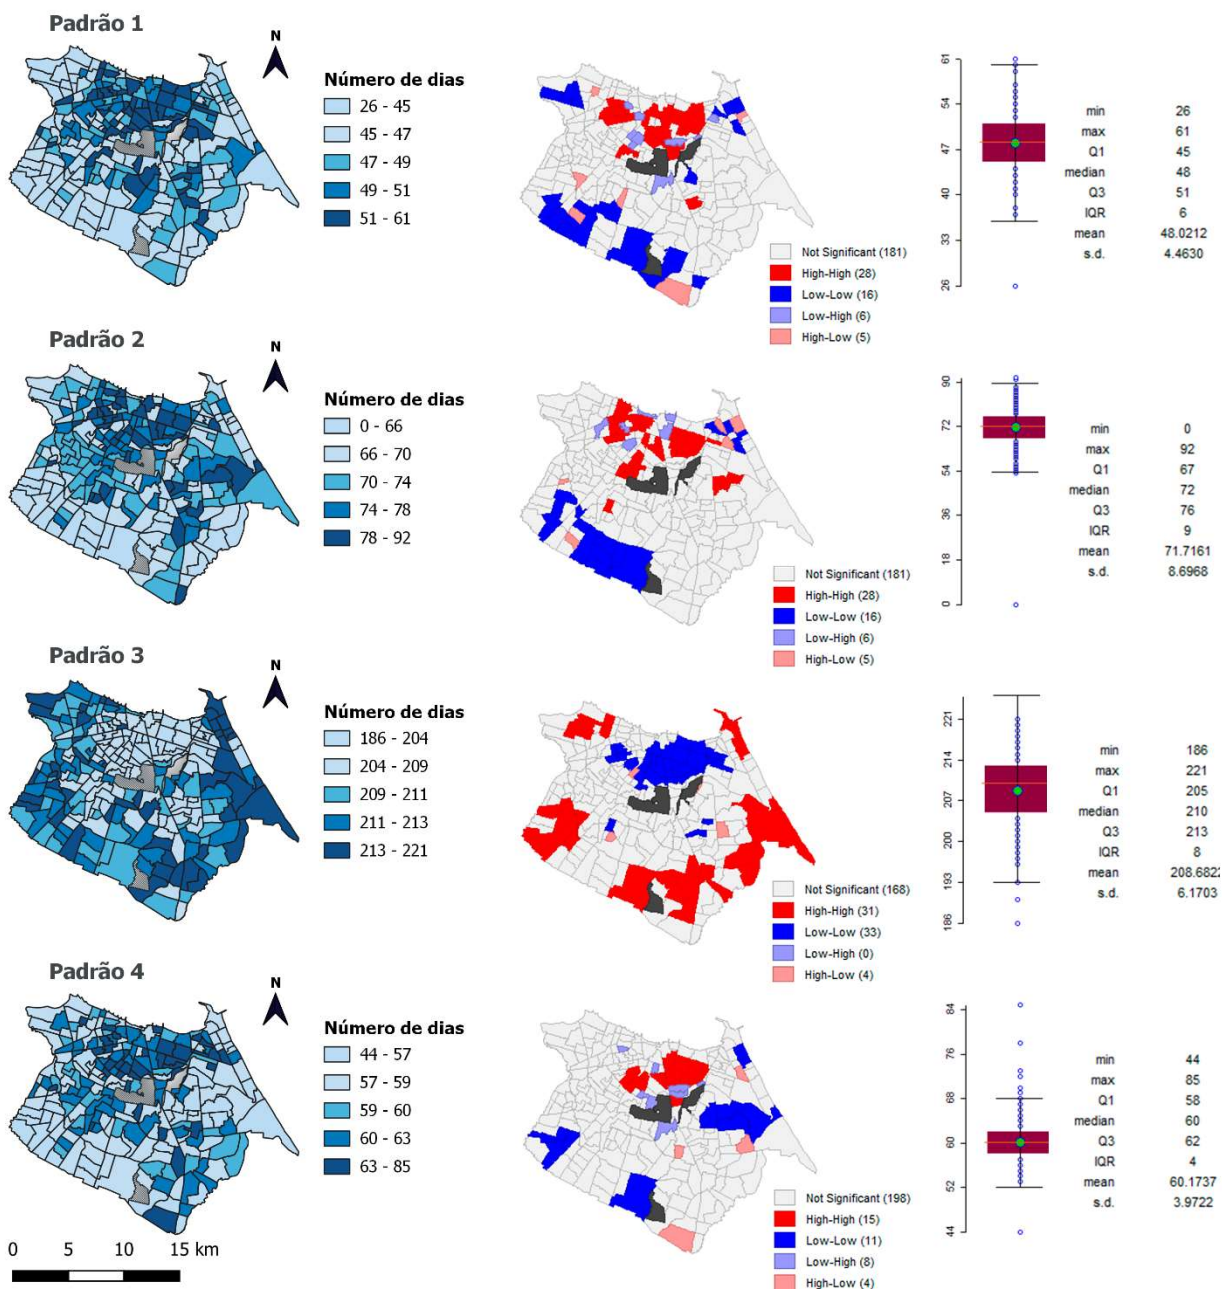 Padrão 1
N
Número de dias
26 - 45
45 - 47
47 - 49
49 - 51
51 - 61
Not Significant (181)
High-High (28)
Low-Low (16)
Low-High (6)
High-Low (5)
61
54
47
40
33
26
min 26
max 61
Q1 45
median 48
Q3 51
IQR 6
mean 48.0212
s.d. 4.4630
Padrão 2
N
Número de dias
0 - 66
66 - 70
70 - 74
74 - 78
78 - 92
Not Significant (181)
High-High (28)
Low-Low (16)
Low-High (6)
High-Low (5)
90
72
54
36
18
0
min 0
max 92
Q1 67
median 72
Q3 76
IQR 9
mean 71.7161
s.d. 8.6968
Padrão 3
N
Número de dias
186 - 204
204 - 209
209 - 211
211 - 213
213 - 221
Not Significant (168)
High-High (31)
Low-Low (33)
Low-High (0)
High-Low (4)
221
214
207
200
193
186
min 186
max 221
Q1 205
median 210
Q3 213
IQR 8
mean 208.6822
s.d. 6.1703
Padrão 4
N
Número de dias
44 - 57
57 - 59
59 - 60
60 - 63
63 - 85
0 5 10 15 km
Not Significant (198)
High-High (15)
Low-Low (11)
Low-High (8)
High-Low (4)
84
76
68
60
52
44
min 44
max 85
Q1 58
median 60
Q3 62
IQR 4
mean 60.1737
s.d. 3.9722